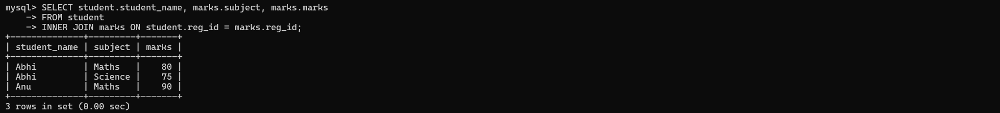 mysql> SELECT student.student_name, marks.subject, marks.marks
    -> FROM student
    -> INNER JOIN marks ON student.reg_id = marks.reg_id;
+--------------+---------+-------+
| student_name | subject | marks |
+--------------+---------+-------+
| Abhi         | Maths   |    80 |
| Abhi         | Science |    75 |
| Anu          | Maths   |    90 |
+--------------+---------+-------+
3 rows in set (0.00 sec)